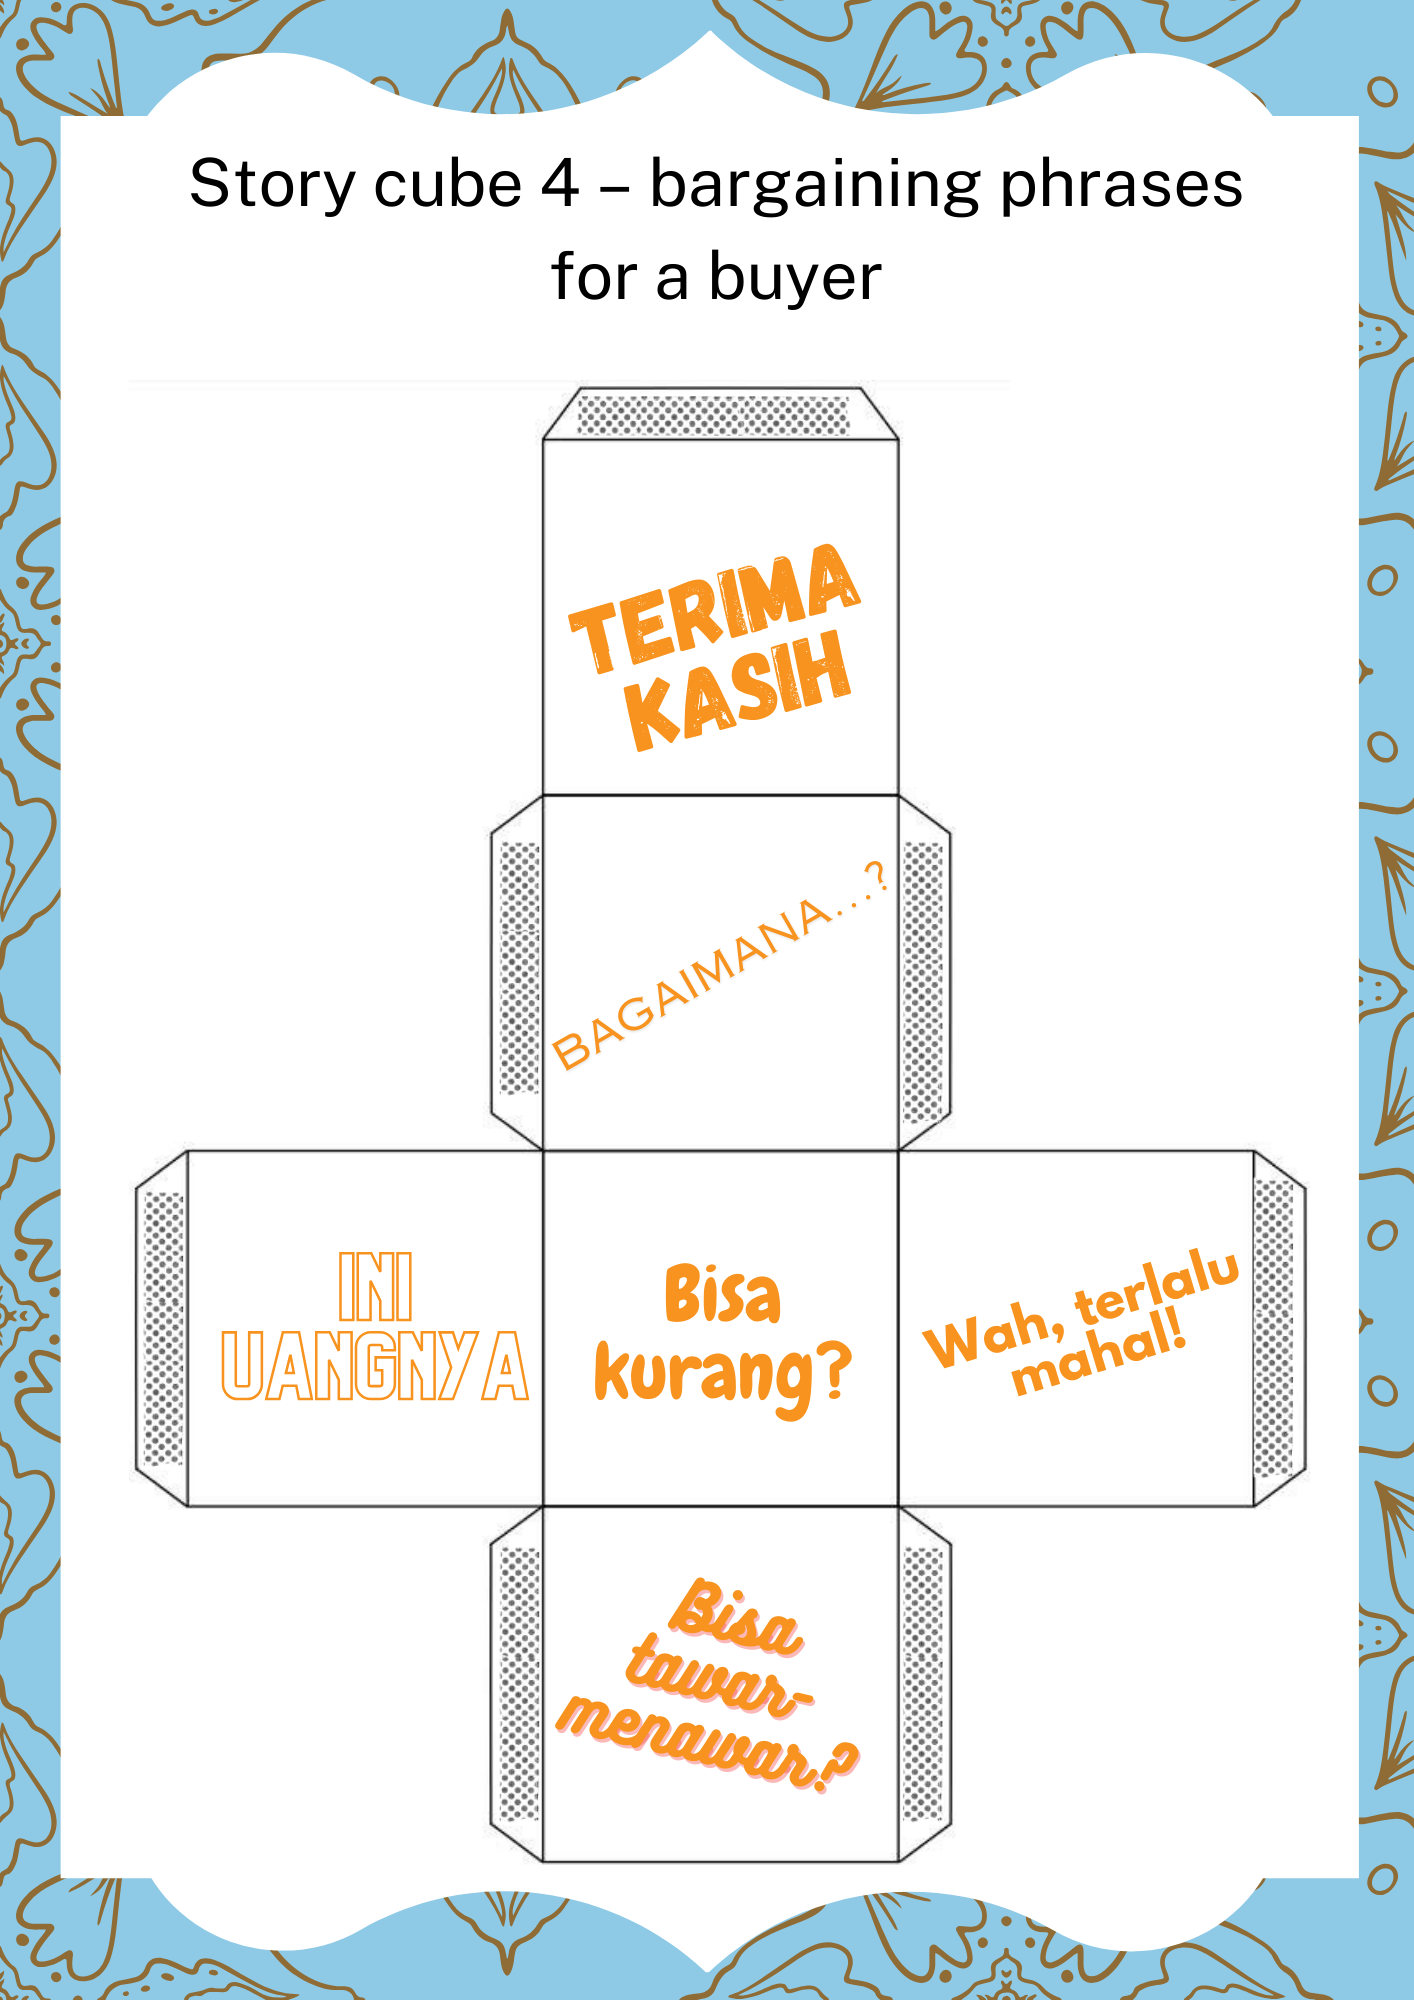 Story cube 4 – bargaining phrases
for a buyer
TERIMA
KASIH
BAGAIMANA...?
INI
UANGNYA
Bisa
kurang?
Wah, terlalu
mahal!
Bisa
tawar-
menawar?